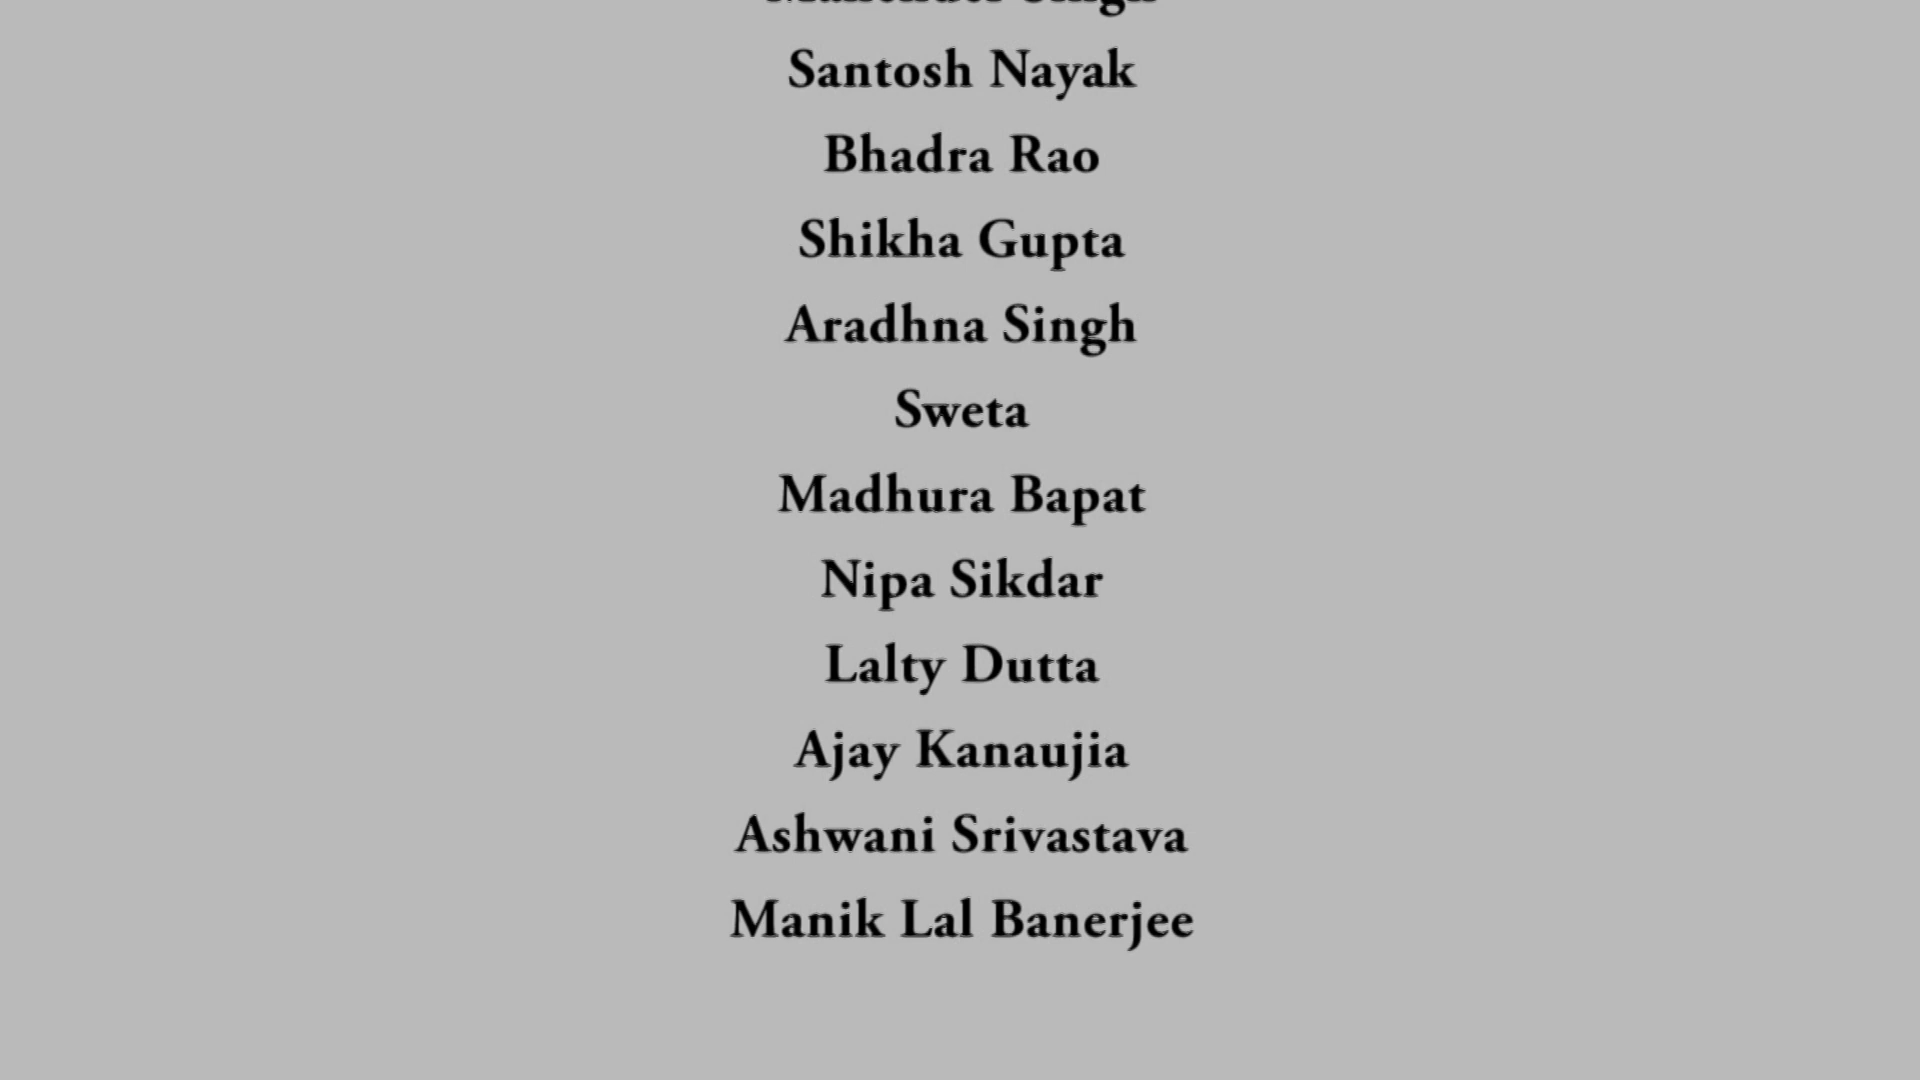 Santosh Nayak
Bhadra Rao
Shikha Gupta
Aradhna Singh
Sweta
Madhura Bapat
Nipa Sikdar
Lalty Dutta
Ajay Kanaujia
Ashwani Srivastava
Manik Lal Banerjee